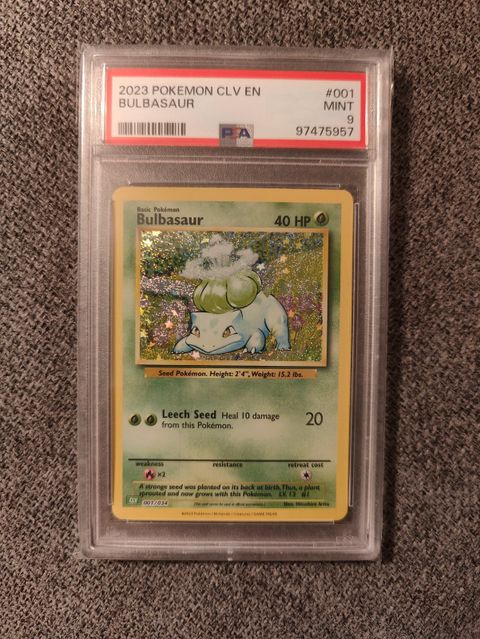 2023 POKEMON CLV EN #001
BULBASAUR MINT
9
PSA 97475957
Basic Pokémon
Bulbasaur 40 HP
Seed Pokémon. Height: 2'4", Weight: 15.2 lbs.
Leech Seed Heal 10 damage 20
from this Pokémon.
weakness resistance retreat cost
×2
A strange seed was planted on its back at birth. Thus, a plant
sprouted and now grows with this Pokémon. LV. 13 #1
CLV 001/034 Illus. Mitsuhiro Arita